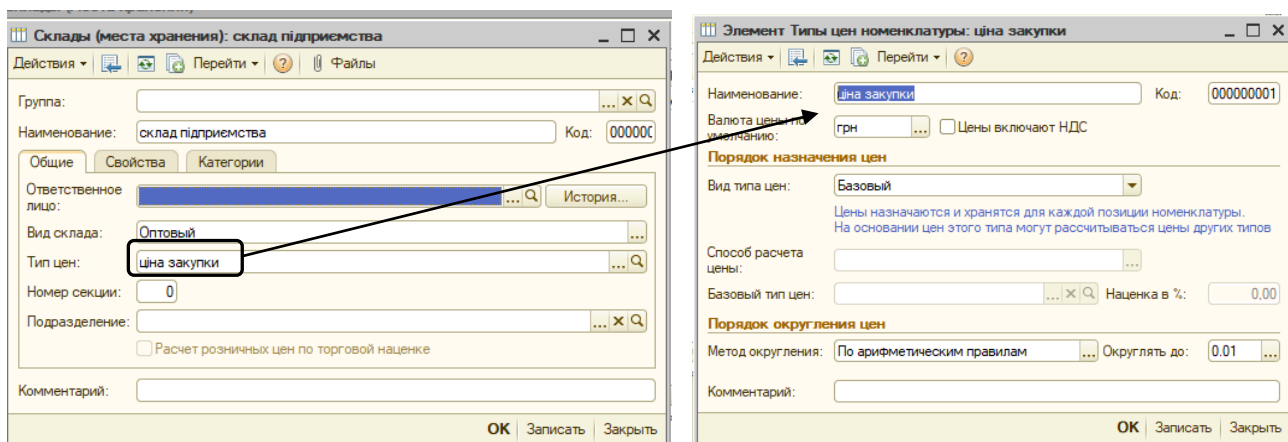 Склады (места хранения): склад підприємства
Действия
Перейти
Файлы
Группа:
Наименование: склад підприємства Код: 000000
Общие Свойства Категории
Ответственное лицо: История...
Вид склада: Оптовый
Тип цен: ціна закупки
Номер секции: 0
Подразделение:
Расчет розничных цен по торговой наценке
Комментарий:
OK Записать Закрыть
Элемент Типы цен номенклатуры: ціна закупки
Действия
Перейти
Наименование: ціна закупки Код: 000000001
Валюта цены по умолчанию: грн Цены включают НДС
Порядок назначения цен
Вид типа цен: Базовый
Цены назначаются и хранятся для каждой позиции номенклатуры.
На основании цен этого типа могут рассчитываться цены других типов
Способ расчета цены:
Базовый тип цен: Наценка в %: 0,00
Порядок округления цен
Метод округления: По арифметическим правилам Округлять до: 0.01
Комментарий:
OK Записать Закрыть